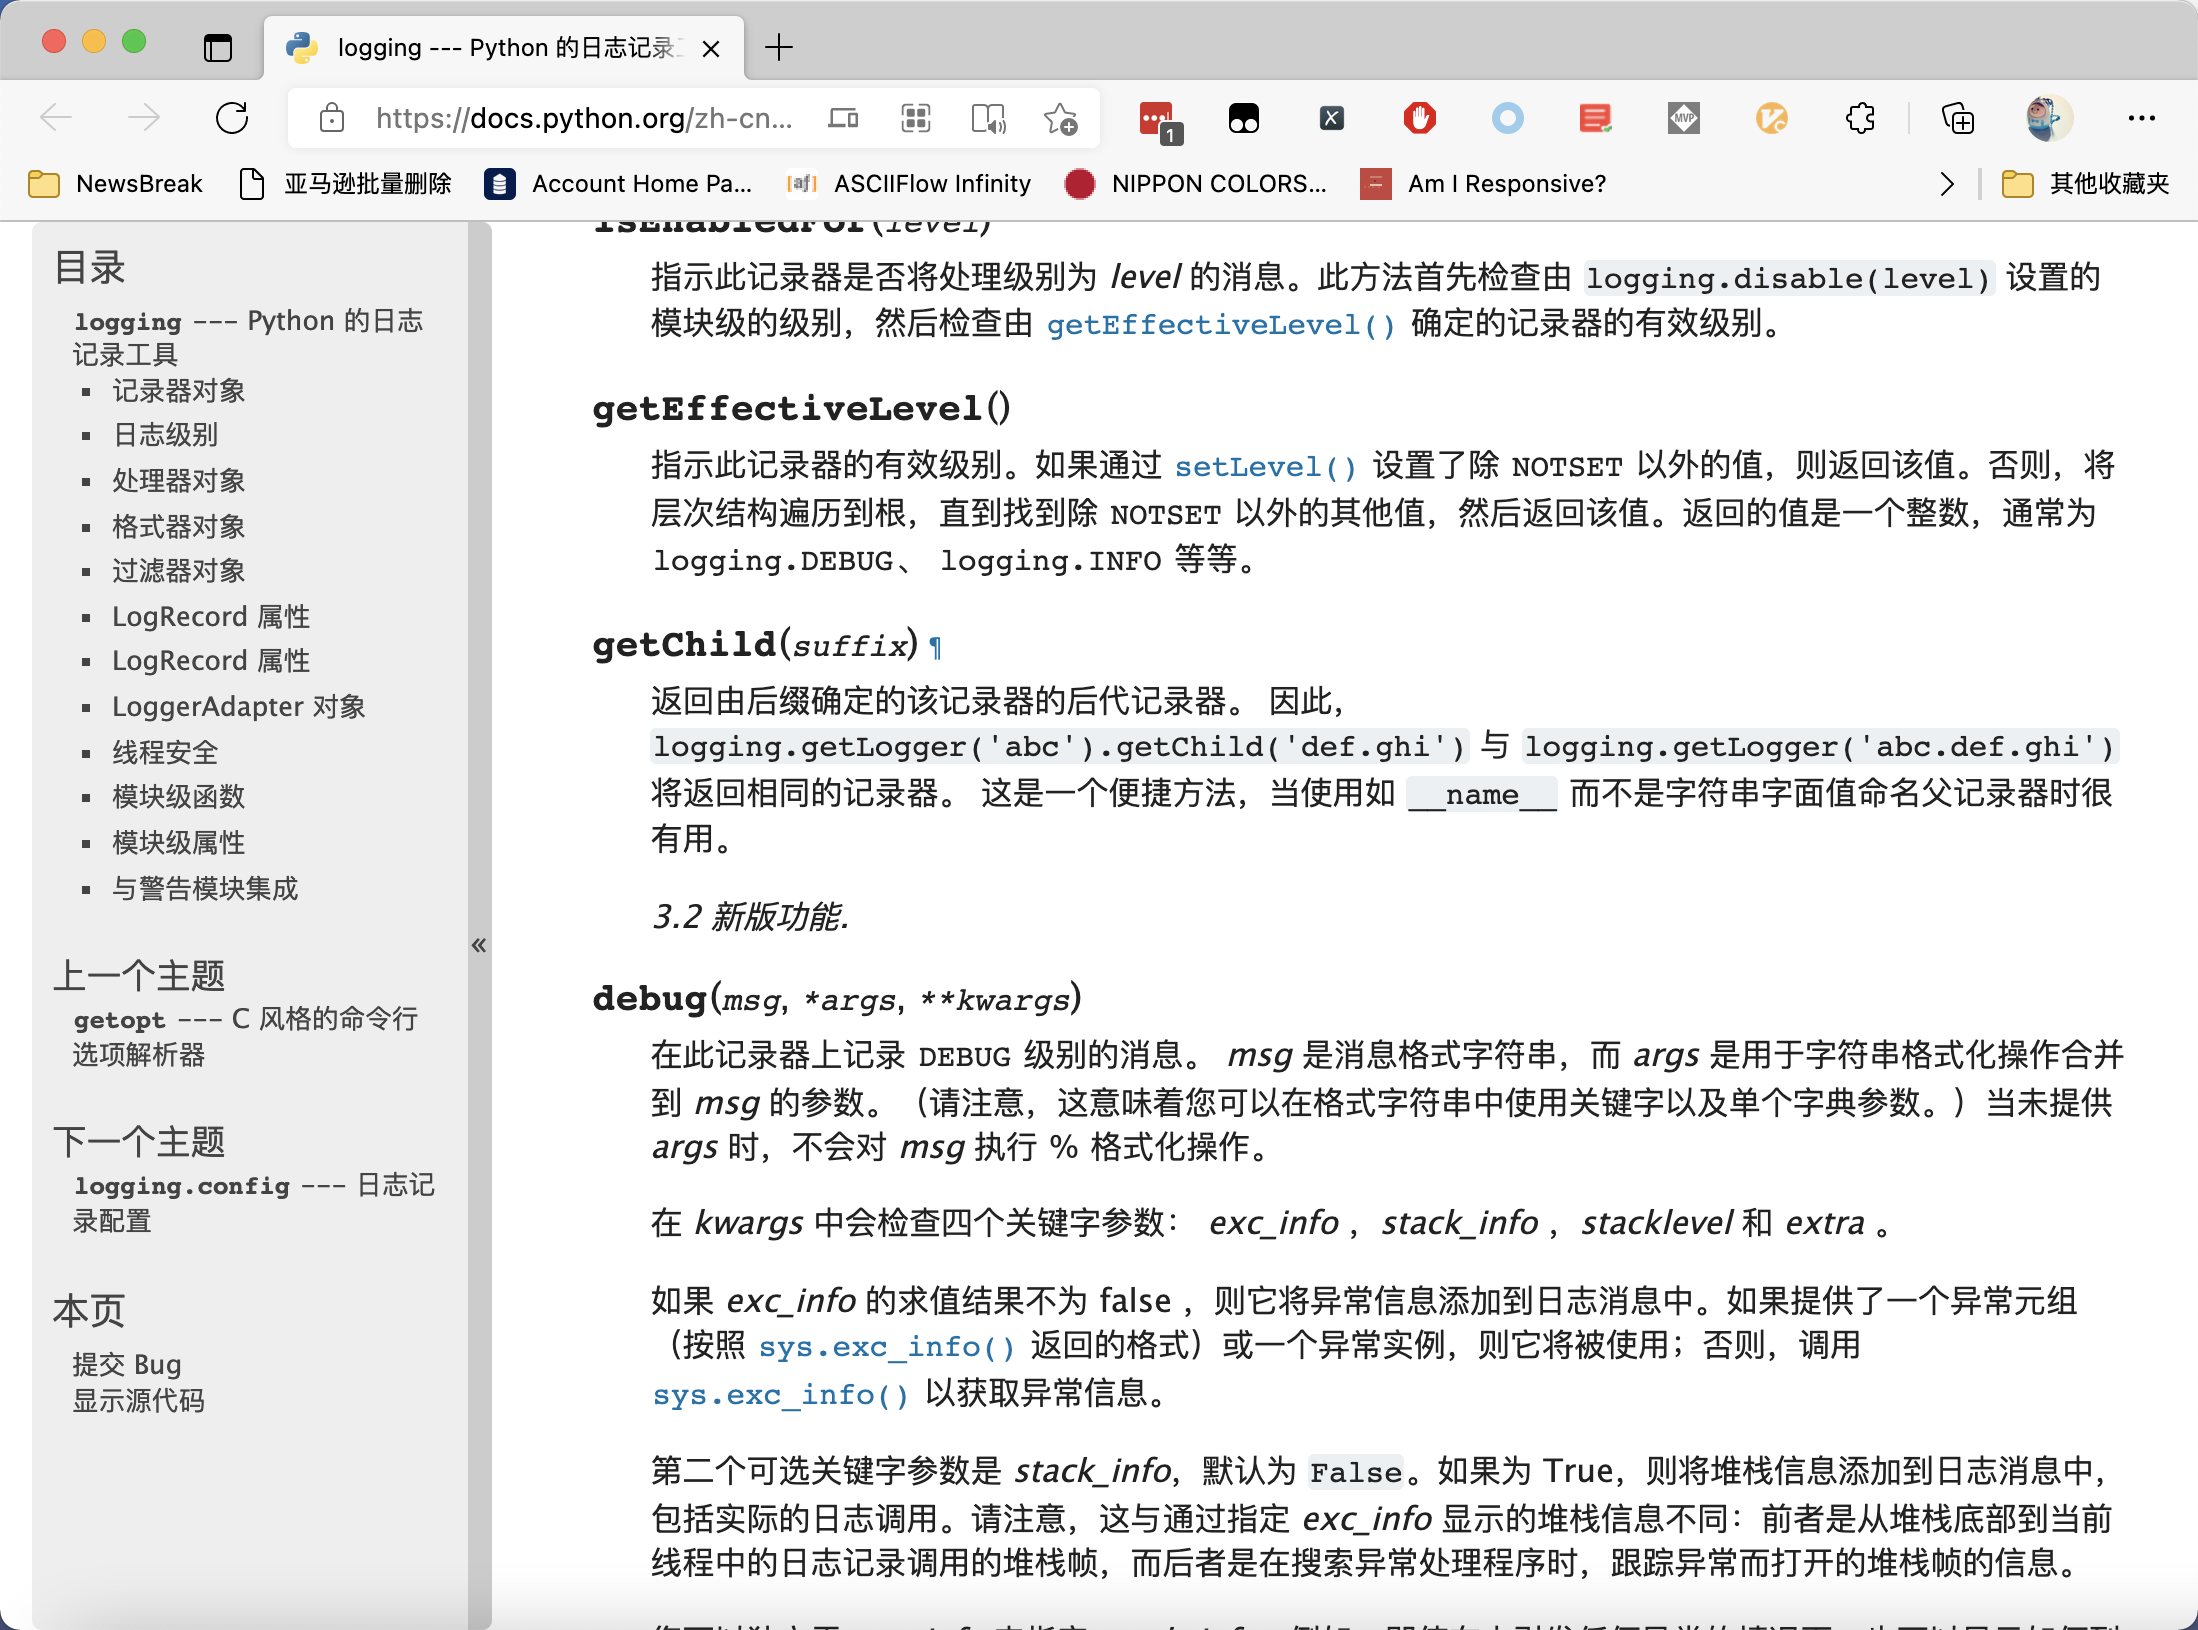 logging --- Python 的日志记录
https://docs.python.org/zh-cn...
1
MVP
NewsBreak
亚马逊批量删除
Account Home Pa...
af
ASCIIFlow Infinity
NIPPON COLORS...
Am I Responsive?
其他收藏夹
目录
logging --- Python 的日志
记录工具
记录器对象
日志级别
处理器对象
格式器对象
过滤器对象
LogRecord 属性
LogRecord 属性
LoggerAdapter 对象
线程安全
模块级函数
模块级属性
与警告模块集成
上一个主题
getopt --- C 风格的命令行
选项解析器
下一个主题
logging.config --- 日志记
录配置
本页
提交 Bug
显示源代码
«
isEnabledFor(level)
指示此记录器是否将处理级别为 level 的消息。此方法首先检查由 logging.disable(level) 设置的
模块级的级别，然后检查由 getEffectiveLevel() 确定的记录器的有效级别。
getEffectiveLevel()
指示此记录器的有效级别。如果通过 setLevel() 设置了除 NOTSET 以外的值，则返回该值。否则，将
层次结构遍历到根，直到找到除 NOTSET 以外的其他值，然后返回该值。返回的值是一个整数，通常为
logging.DEBUG、 logging.INFO 等等。
getChild(suffix) ¶
返回由后缀确定的该记录器的后代记录器。 因此，
logging.getLogger('abc').getChild('def.ghi') 与 logging.getLogger('abc.def.ghi')
将返回相同的记录器。 这是一个便捷方法，当使用如 __name__ 而不是字符串字面值命名父记录器时很
有用。
3.2 新版功能.
debug(msg, *args, **kwargs)
在此记录器上记录 DEBUG 级别的消息。 msg 是消息格式字符串，而 args 是用于字符串格式化操作合并
到 msg 的参数。（请注意，这意味着您可以在格式字符串中使用关键字以及单个字典参数。）当未提供
args 时，不会对 msg 执行 % 格式化操作。
在 kwargs 中会检查四个关键字参数： exc_info ，stack_info ，stacklevel 和 extra 。
如果 exc_info 的求值结果不为 false ，则它将异常信息添加到日志消息中。如果提供了一个异常元组
（按照 sys.exc_info() 返回的格式）或一个异常实例，则它将被使用；否则，调用
sys.exc_info() 以获取异常信息。
第二个可选关键字参数是 stack_info，默认为 False。如果为 True，则将堆栈信息添加到日志消息中，
包括实际的日志调用。请注意，这与通过指定 exc_info 显示的堆栈信息不同：前者是从堆栈底部到当前
线程中的日志记录调用的堆栈帧，而后者是在搜索异常处理程序时，跟踪异常而打开的堆栈帧的信息。